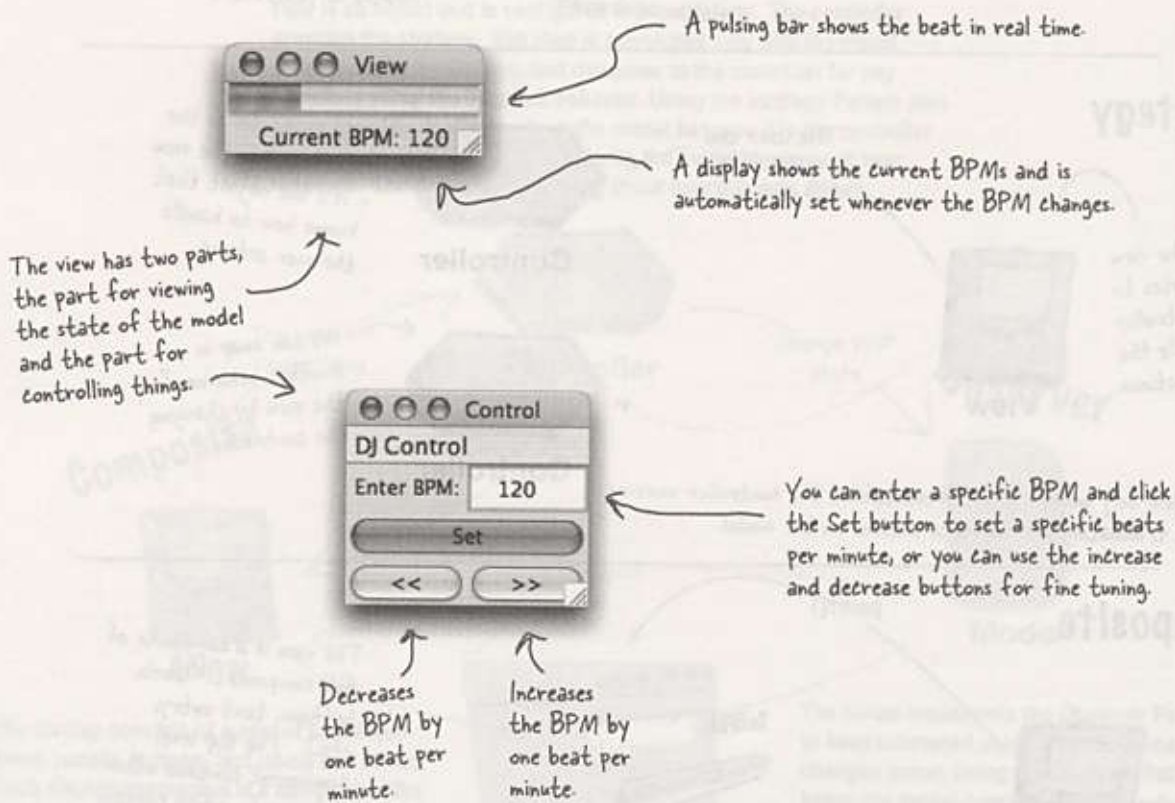 View
Current BPM: 120
A pulsing bar shows the beat in real time.
A display shows the current BPMs and is
automatically set whenever the BPM changes.
The view has two parts,
the part for viewing
the state of the model
and the part for
controlling things.
Control
DJ Control
Enter BPM: 120
Set
<< >>
You can enter a specific BPM and click
the Set button to set a specific beats
per minute, or you can use the increase
and decrease buttons for fine tuning.
Decreases
the BPM by
one beat per
minute.
Increases
the BPM by
one beat per
minute.